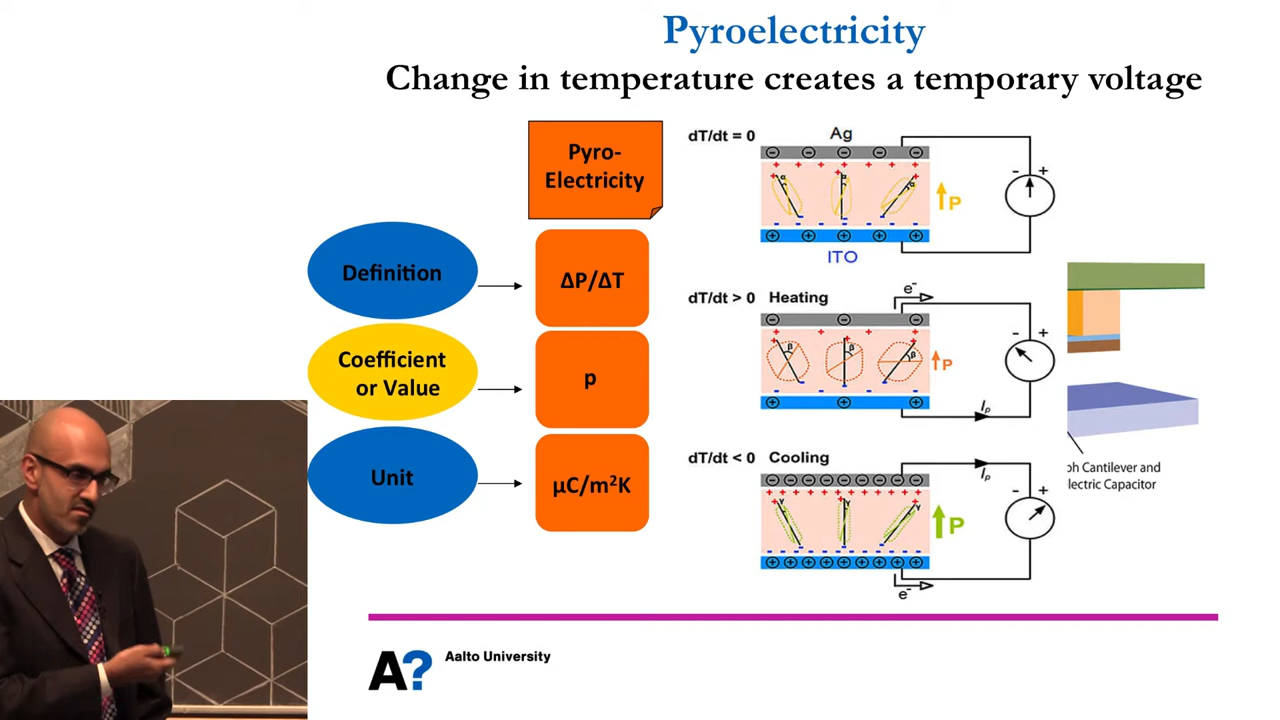 Pyroelectricity
Change in temperature creates a temporary voltage
Pyro-
Electricity
Definition
ΔP/ΔT
Coefficient
or Value
p
Unit
μC/m²K
dT/dt = 0
Ag
α
α
α
P
- +
ITO
dT/dt > 0 Heating
e⁻
β
β
β
P
- +
Iₚ
dT/dt < 0 Cooling
Iₚ
γ
γ
γ
P
- +
e⁻
ph Cantilever and
lectric Capacitor
A?
Aalto University